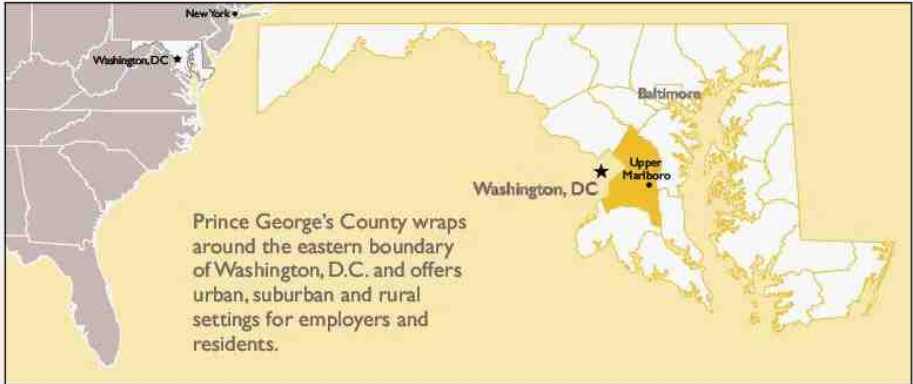 New York
Washington, DC
Baltimore
Upper
Marlboro
Washington, DC
Prince George's County wraps
around the eastern boundary
of Washington, D.C. and offers
urban, suburban and rural
settings for employers and
residents.